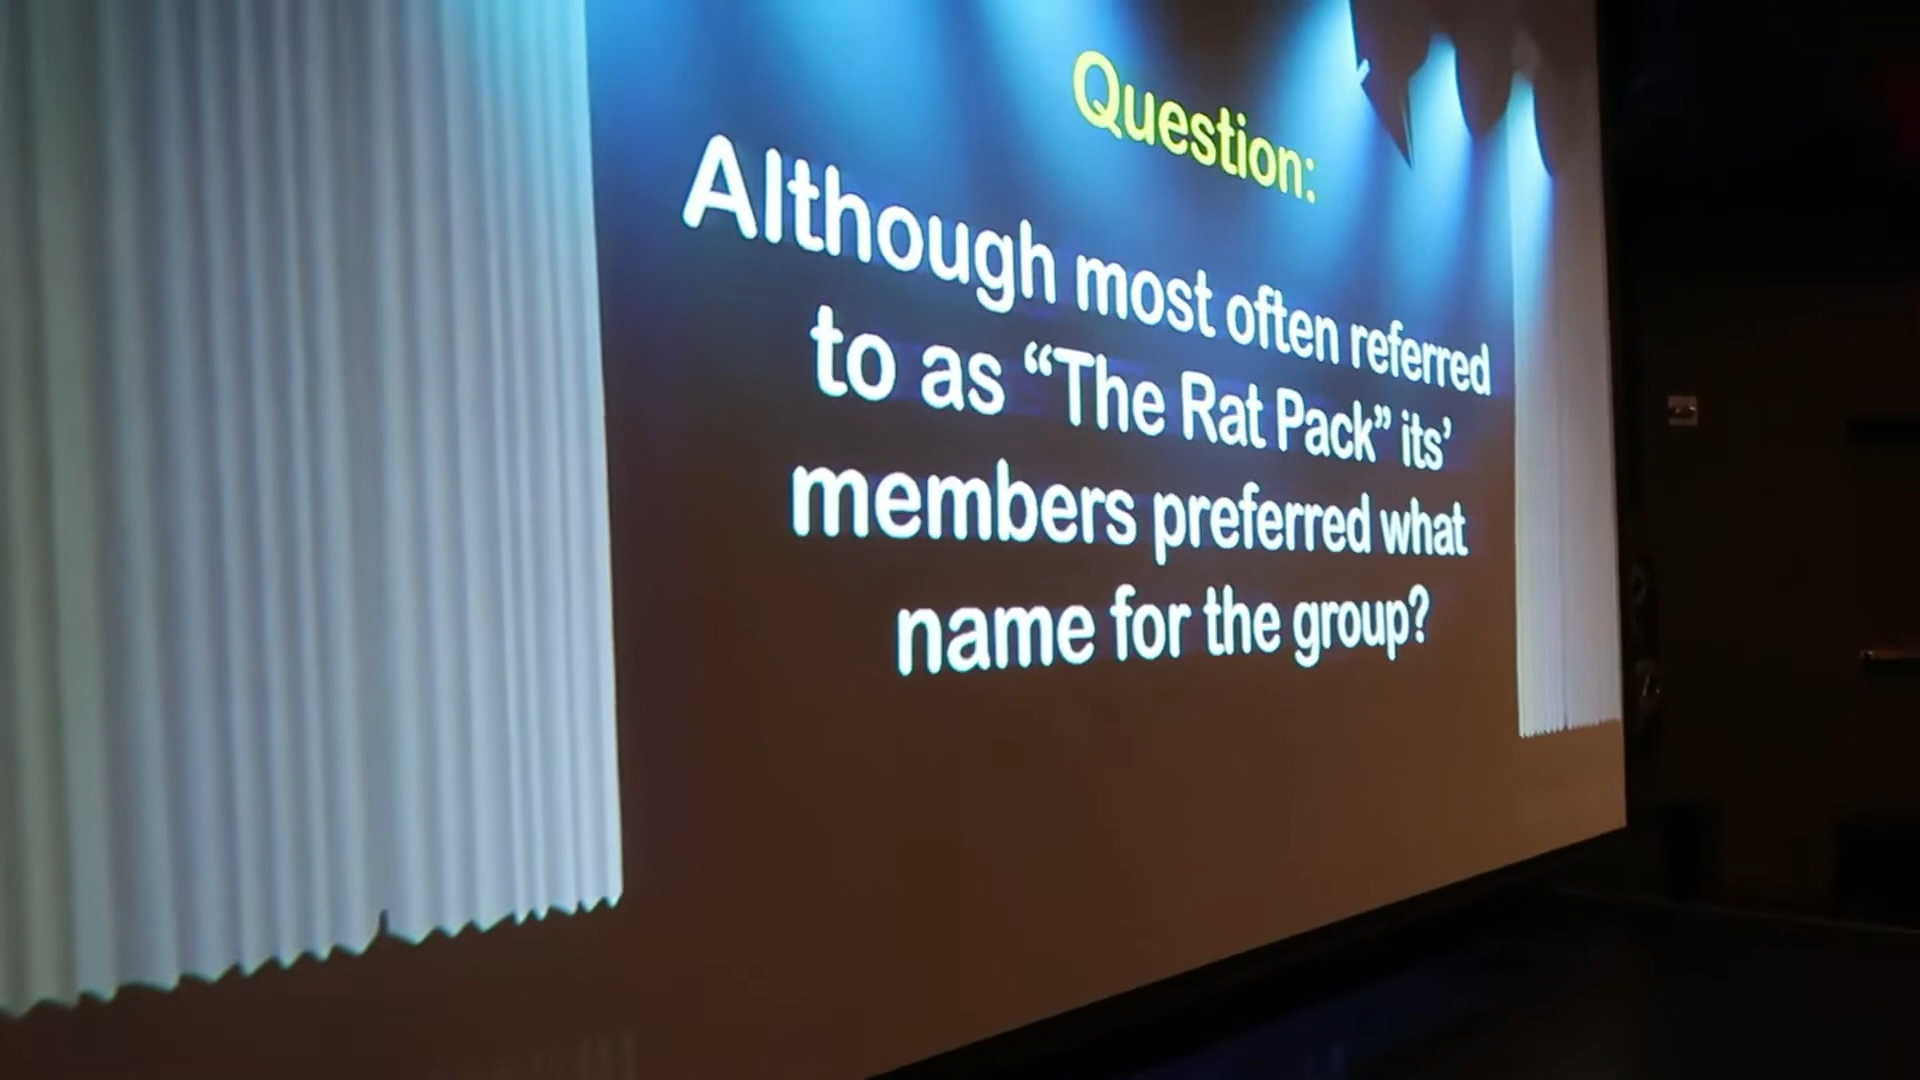 Question:
Although most often referred
to as “The Rat Pack” its’
members preferred what
name for the group?